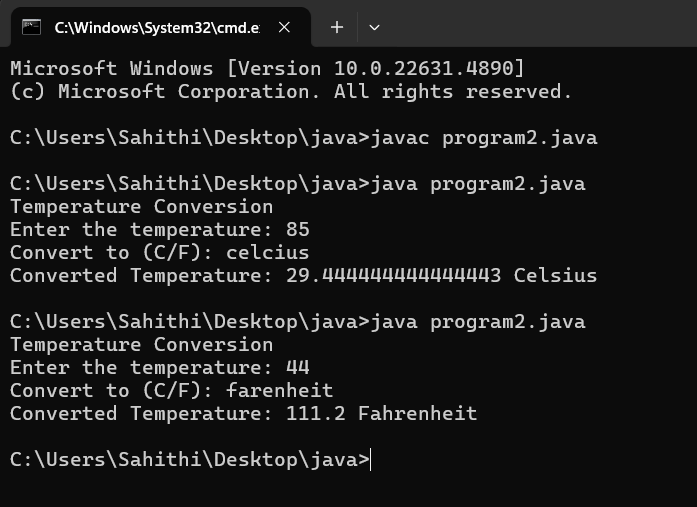 C:\Windows\System32\cmd.e
Microsoft Windows [Version 10.0.22631.4890]
(c) Microsoft Corporation. All rights reserved.
C:\Users\Sahithi\Desktop\java>javac program2.java
C:\Users\Sahithi\Desktop\java>java program2.java
Temperature Conversion
Enter the temperature: 85
Convert to (C/F): celcius
Converted Temperature: 29.444444444444443 Celsius
C:\Users\Sahithi\Desktop\java>java program2.java
Temperature Conversion
Enter the temperature: 44
Convert to (C/F): farenheit
Converted Temperature: 111.2 Fahrenheit
C:\Users\Sahithi\Desktop\java>